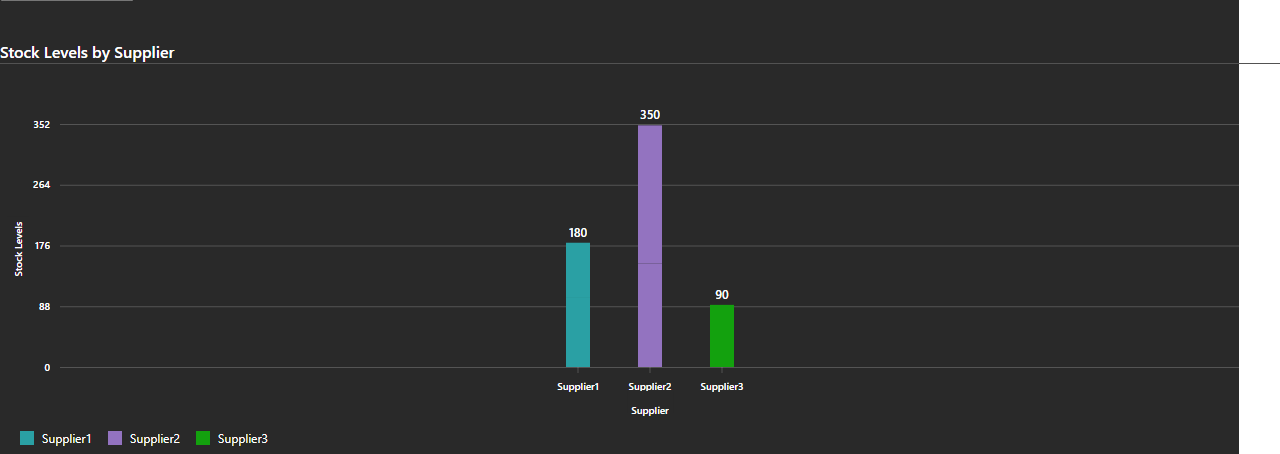 Stock Levels by Supplier
350
352
180
264
Stock Levels
176
90
88
0
Supplier1 Supplier2 Supplier3
Supplier
Supplier1 Supplier2 Supplier3